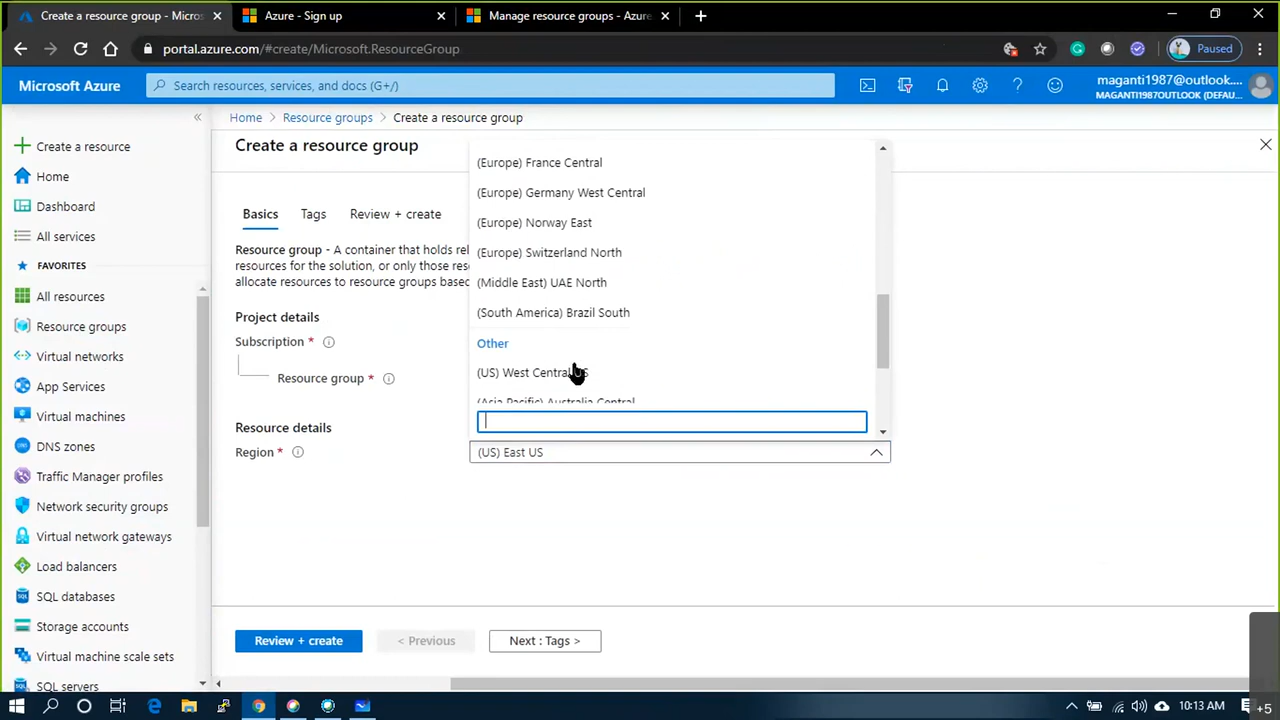 Create a resource group - Micros
Azure - Sign up
Manage resource groups - Azure
portal.azure.com/#create/Microsoft.ResourceGroup
Paused
Microsoft Azure
Search resources, services, and docs (G+/)
maganti1987@outlook....
MAGANTI1987OUTLOOK (DEFAU...
Create a resource
Home
Dashboard
All services
FAVORITES
All resources
Resource groups
Virtual networks
App Services
Virtual machines
DNS zones
Traffic Manager profiles
Network security groups
Virtual network gateways
Load balancers
SQL databases
Storage accounts
Virtual machine scale sets
SQL servers
Home > Resource groups > Create a resource group
Create a resource group
Basics
Tags
Review + create
Resource group - A container that holds rel
resources for the solution, or only those res
allocate resources to resource groups based
Project details
Subscription *
Resource group *
Resource details
Region *
(Europe) France Central
(Europe) Germany West Central
(Europe) Norway East
(Europe) Switzerland North
(Middle East) UAE North
(South America) Brazil South
Other
(US) West Central US
(Asia Pacific) Australia Central
(US) East US
Review + create
< Previous
Next : Tags >
10:13 AM
+5